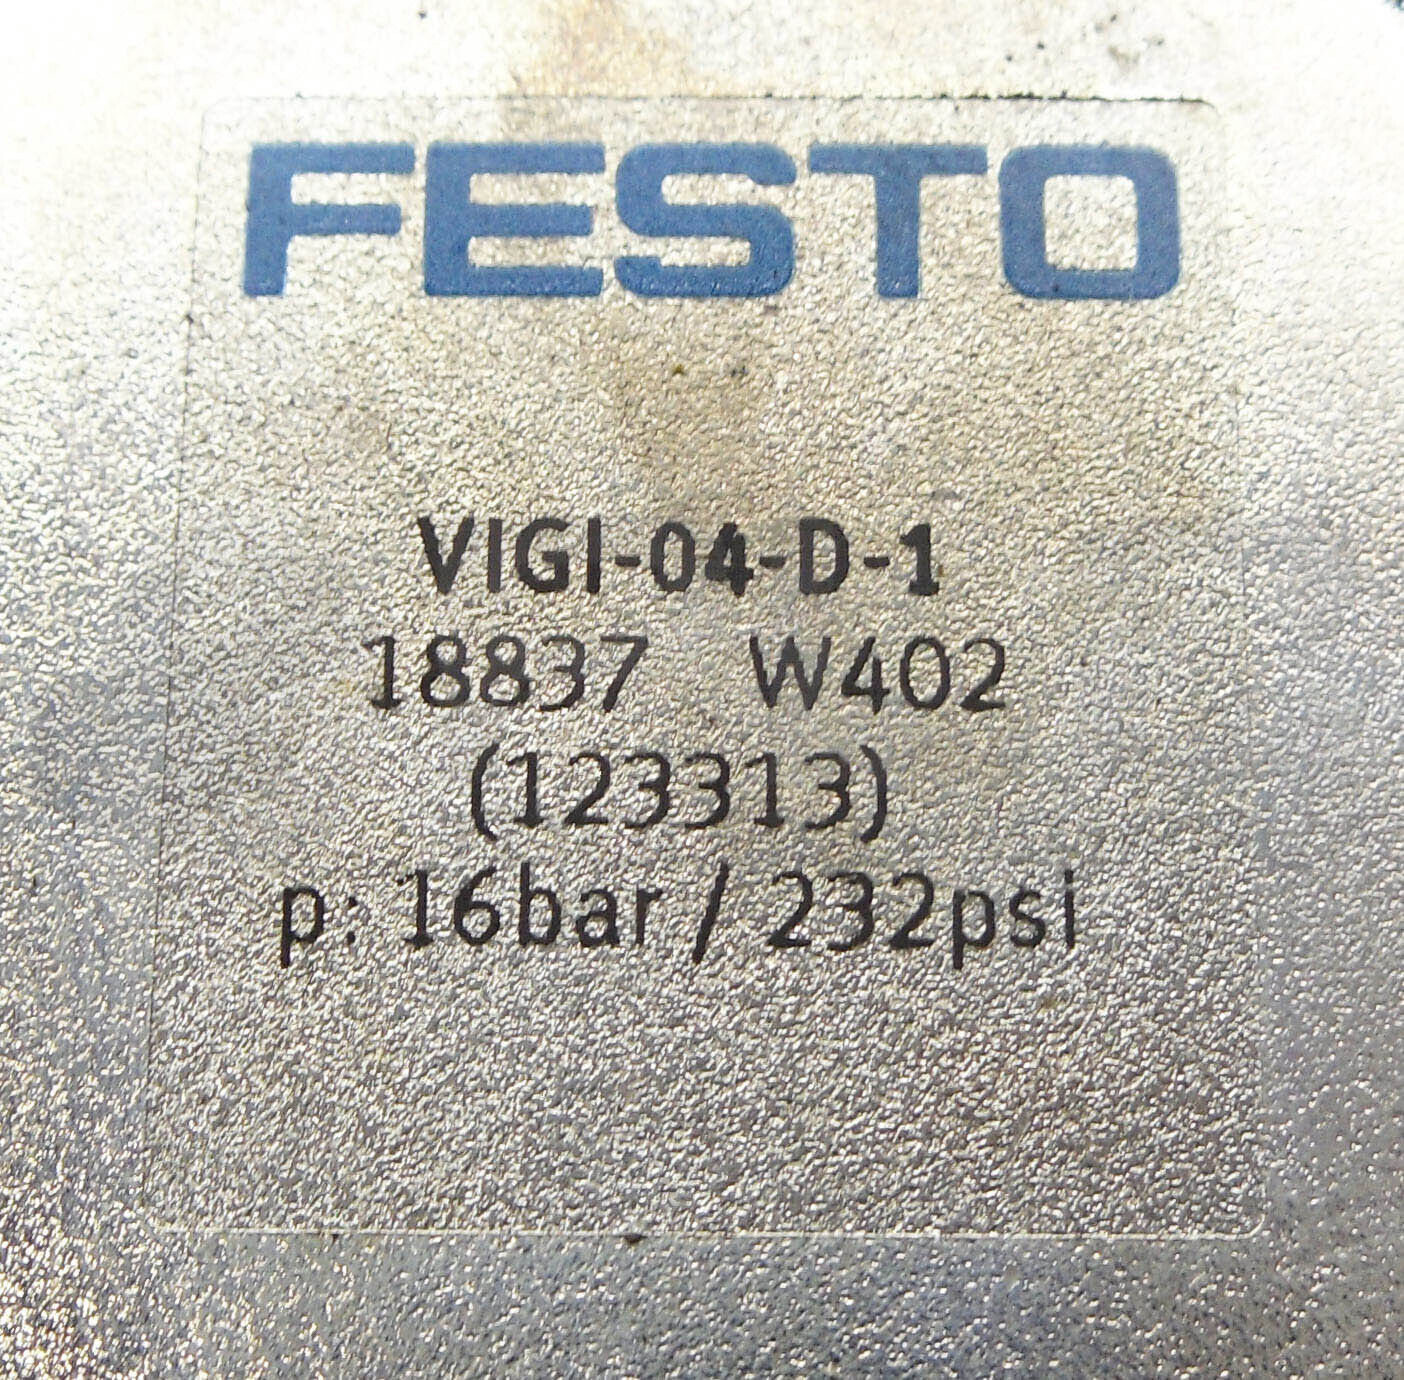 FESTO
VIGI-04-D-1
18837 W402
(123313)
p: 16bar / 232psi